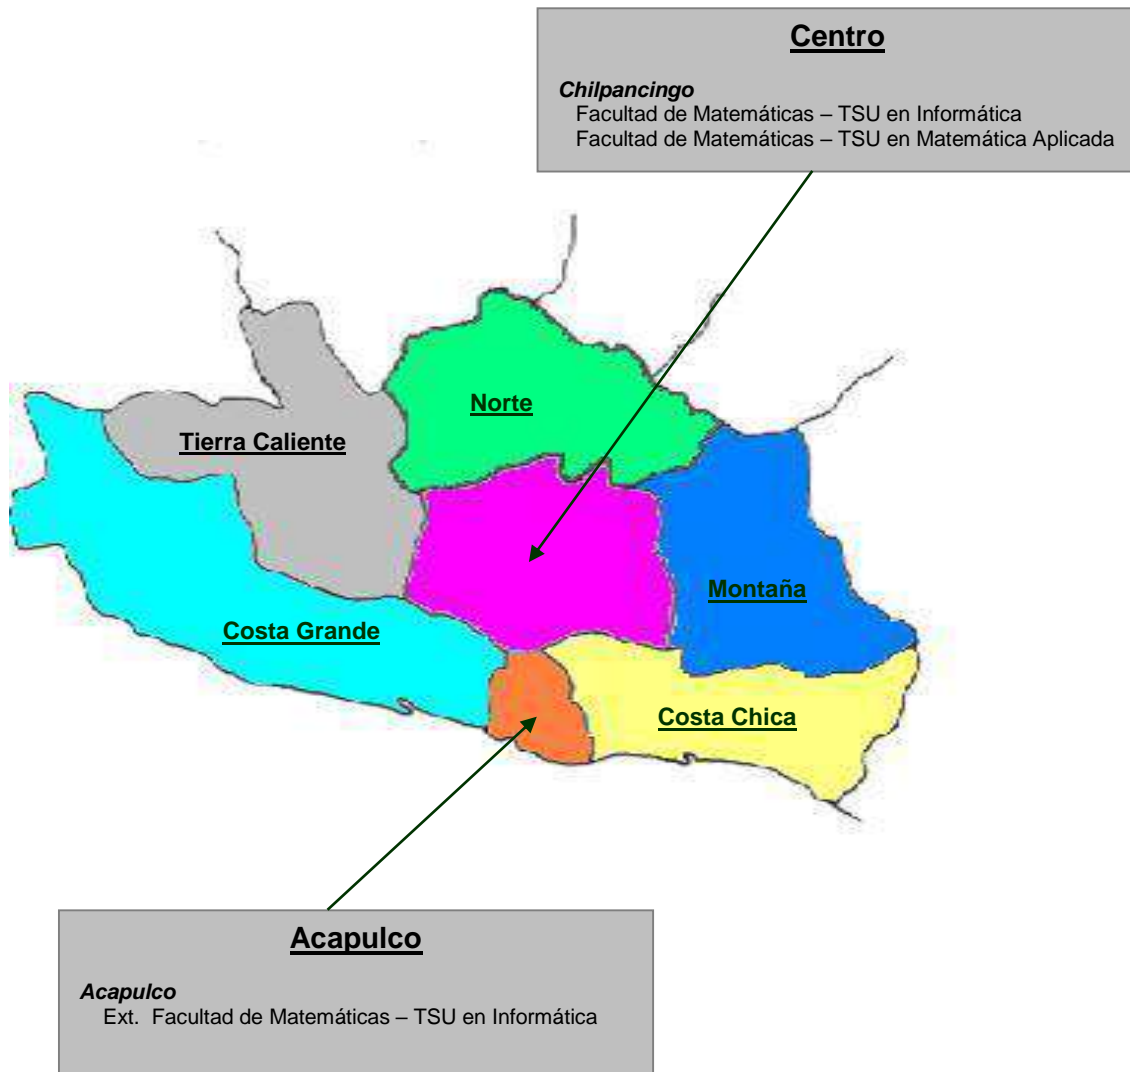 Centro
Chilpancingo
Facultad de Matemáticas – TSU en Informática
Facultad de Matemáticas – TSU en Matemática Aplicada
Norte
Tierra Caliente
Montaña
Costa Grande
Costa Chica
Acapulco
Acapulco
Ext. Facultad de Matemáticas – TSU en Informática